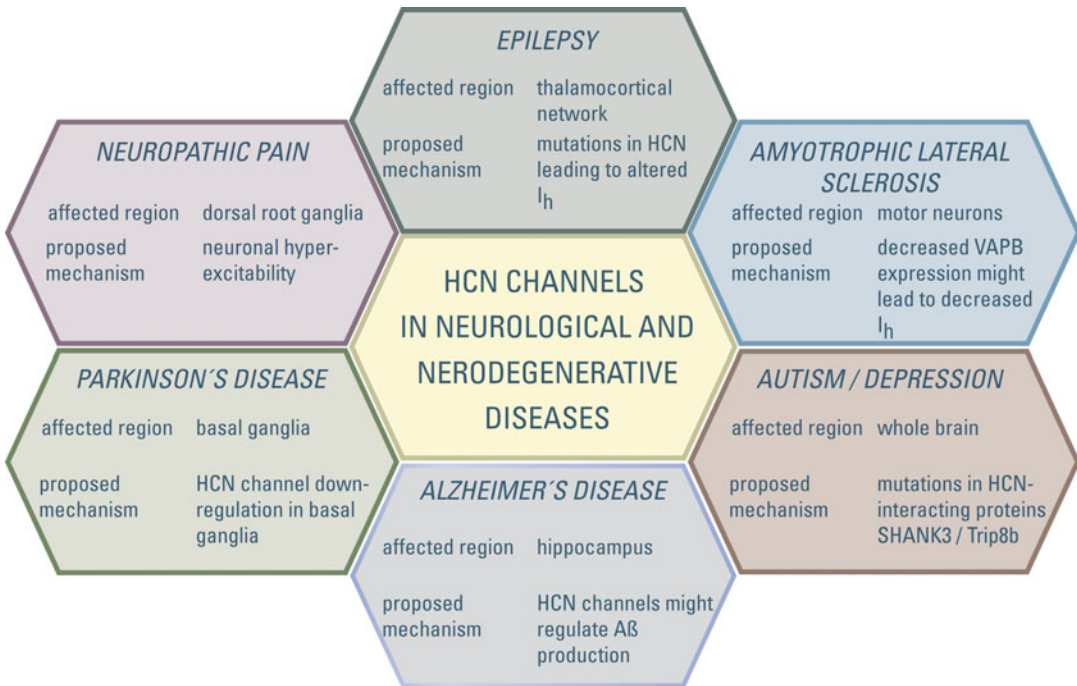 EPILEPSY
affected region thalamocortical
network
proposed mutations in HCN
mechanism leading to altered
Ih
NEUROPATHIC PAIN
affected region dorsal root ganglia
proposed neuronal hyper-
mechanism excitability
AMYOTROPHIC LATERAL
SCLEROSIS
affected region motor neurons
proposed decreased VAPB
mechanism expression might
lead to decreased
Ih
HCN CHANNELS
IN NEUROLOGICAL AND
NERODEGENERATIVE
DISEASES
PARKINSON´S DISEASE
affected region basal ganglia
proposed HCN channel down-
mechanism regulation in basal
ganglia
AUTISM / DEPRESSION
affected region whole brain
proposed mutations in HCN-
mechanism interacting proteins
SHANK3 / Trip8b
ALZHEIMER´S DISEASE
affected region hippocampus
proposed HCN channels might
mechanism regulate Aß
production